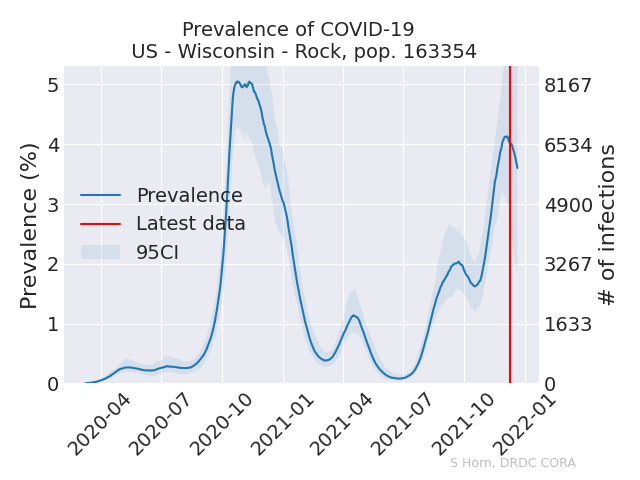 Prevalence of COVID-19
US - Wisconsin - Rock, pop. 163354
Prevalence (%)
5
4
3
2
1
0
8167
6534
4900
3267
1633
0
# of infections
Prevalence
Latest data
95CI
2020-04
2020-07
2020-10
2021-01
2021-04
2021-07
2021-10
2022-01
S Horn, DRDC CORA